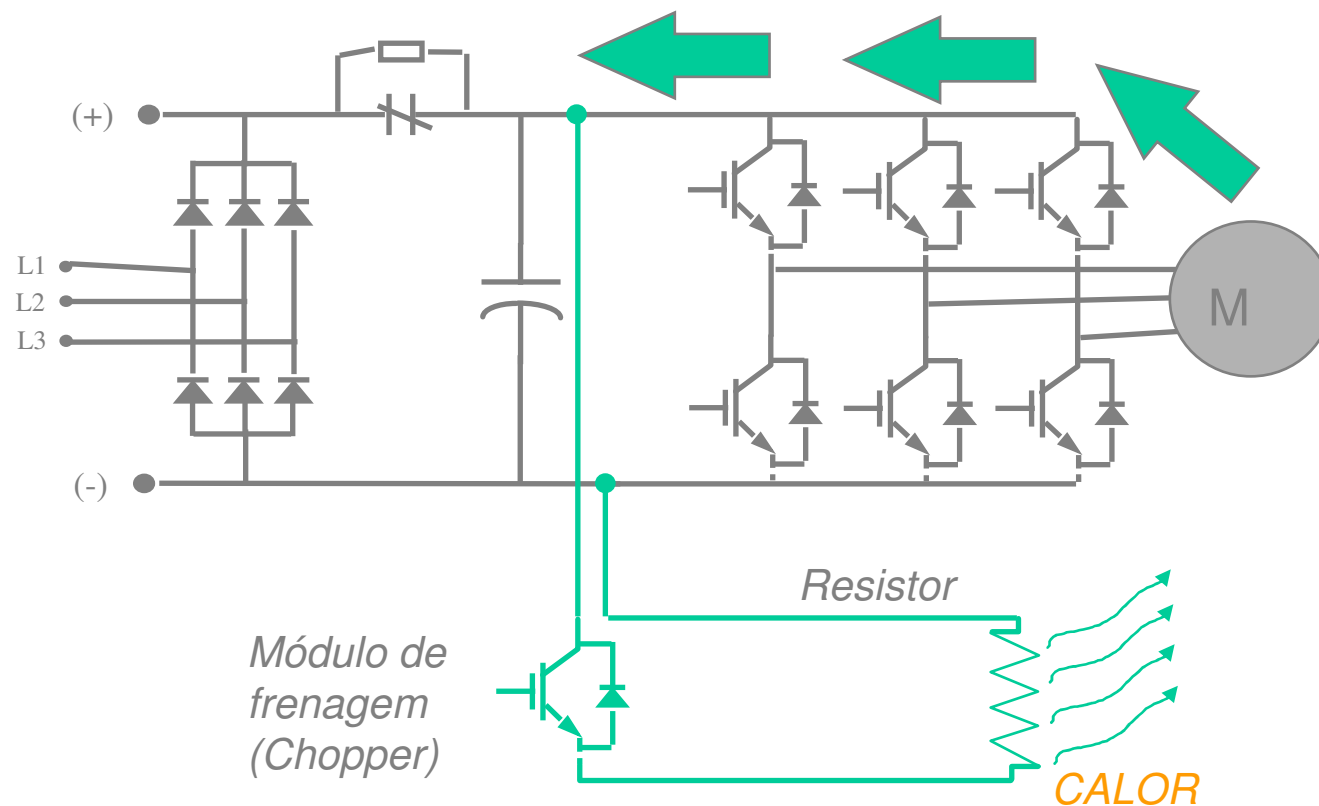 (+)
L1
L2
L3
M
(-)
Resistor
Módulo de
frenagem
(Chopper)
CALOR